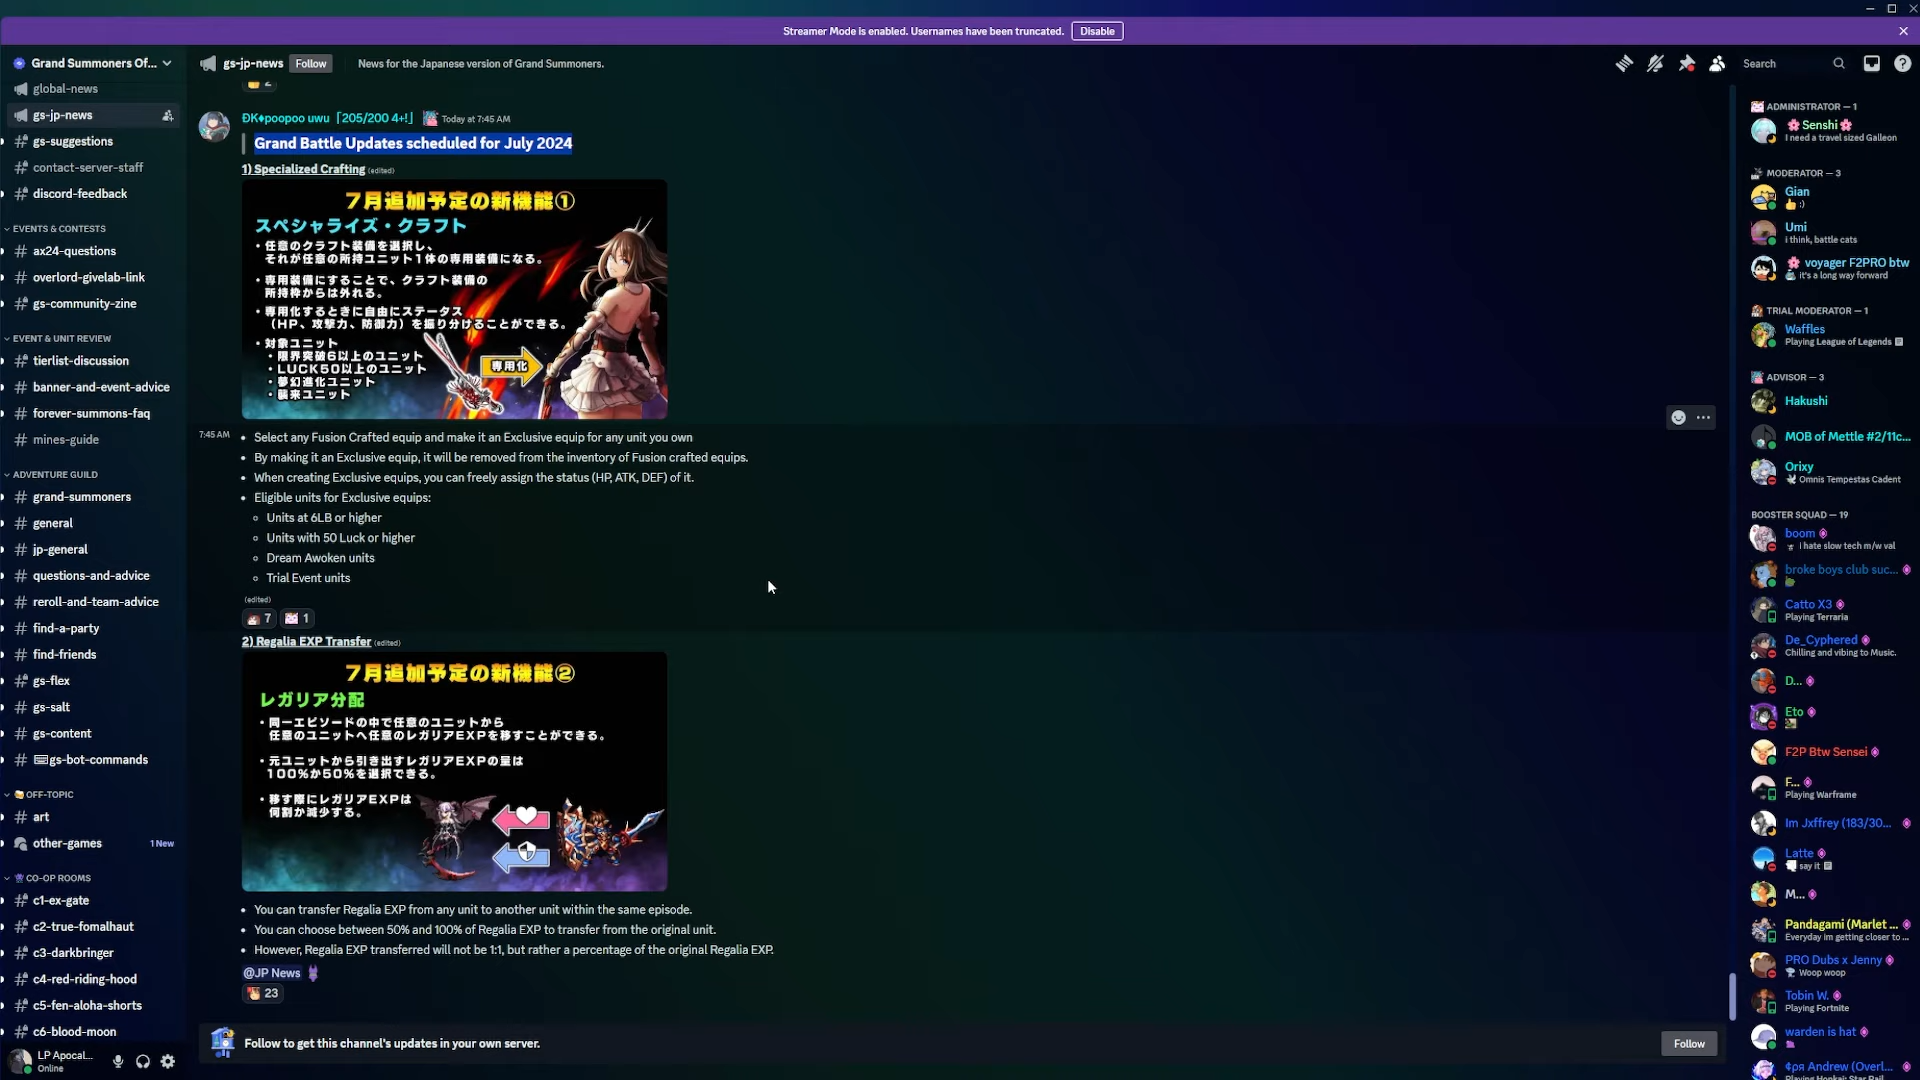 Streamer Mode is enabled. Usernames have been truncated.
Disable
Grand Summoners Of...
global-news
gs-jp-news
gs-suggestions
contact-server-staff
discord-feedback
EVENTS & CONTESTS
ax24-questions
overlord-givelab-link
gs-community-zine
EVENT & UNIT REVIEW
tierlist-discussion
banner-and-event-advice
forever-summons-faq
mines-guide
ADVENTURE GUILD
grand-summoners
general
jp-general
questions-and-advice
reroll-and-team-advice
find-a-party
find-friends
gs-flex
gs-salt
gs-content
gs-bot-commands
OFF-TOPIC
art
other-games 1 New
CO-OP ROOMS
c1-ex-gate
c2-true-fomalhaut
c3-darkbringer
c4-red-riding-hood
c5-fen-aloha-shorts
c6-blood-moon
LP Apocal...
Online
gs-jp-news Follow News for the Japanese version of Grand Summoners.
Search
ĐK♦poopoo uwu「205/200 4+!」 Today at 7:45 AM
Grand Battle Updates scheduled for July 2024
1) Specialized Crafting (edited)
7月追加予定の新機能①
スペシャライズ・クラフト
・任意のクラフト装備を選択し、
それが任意の所持ユニット1体の専用装備になる。
・専用装備にすることで、クラフト装備の
所持枠からは外れる。
・専用化するときに自由にステータス
（HP、攻撃力、防御力）を振り分けることができる。
・対象ユニット
・限界突破6以上のユニット
・LUCK50以上のユニット
・夢幻進化ユニット
・襲来ユニット
専用化
7:45 AM
• Select any Fusion Crafted equip and make it an Exclusive equip for any unit you own
• By making it an Exclusive equip, it will be removed from the inventory of Fusion crafted equips.
• When creating Exclusive equips, you can freely assign the status (HP, ATK, DEF) of it.
• Eligible units for Exclusive equips:
Units at 6LB or higher
Units with 50 Luck or higher
Dream Awoken units
Trial Event units
(edited)
7 1
2) Regalia EXP Transfer (edited)
7月追加予定の新機能②
レガリア分配
・同一エピソードの中で任意のユニットから
任意のユニットへ任意のレガリアEXPを移すことができる。
・元ユニットから引き出すレガリアEXPの量は
100%か50%を選択できる。
・移す際にレガリアEXPは
何割か減少する。
• You can transfer Regalia EXP from any unit to another unit within the same episode.
• You can choose between 50% and 100% of Regalia EXP to transfer from the original unit.
• However, Regalia EXP transferred will not be 1:1, but rather a percentage of the original Regalia EXP.
@JP News
23
Follow to get this channel's updates in your own server.
Follow
ADMINISTRATOR — 1
Senshi
I need a travel sized Galleon
MODERATOR — 3
Gian
:)
Umi
i think, battle cats
voyager F2PRO btw
it's a long way forward
TRIAL MODERATOR — 1
Waffles
Playing League of Legends
ADVISOR — 3
Hakushi
MOB of Mettle #2/11c...
Orixy
Omnis Tempestas Cadent
BOOSTER SQUAD — 19
boom
i hate slow tech m/w val
broke boys club suc...
Catto X3
Playing Terraria
De_Cyphered
Chilling and vibing to Music.
D...
Eto
F2P Btw Sensei
F...
Playing Warframe
Im Jxffrey (183/30...
Latte
say it
M...
Pandagami (Marlet ...
Everyday im getting closer to ...
PRO Dubs x Jenny
Woop woop
Tobin W.
Playing Fortnite
warden is hat
¢ρя Andrew (Overl...
Playing Honkai: Star Rail